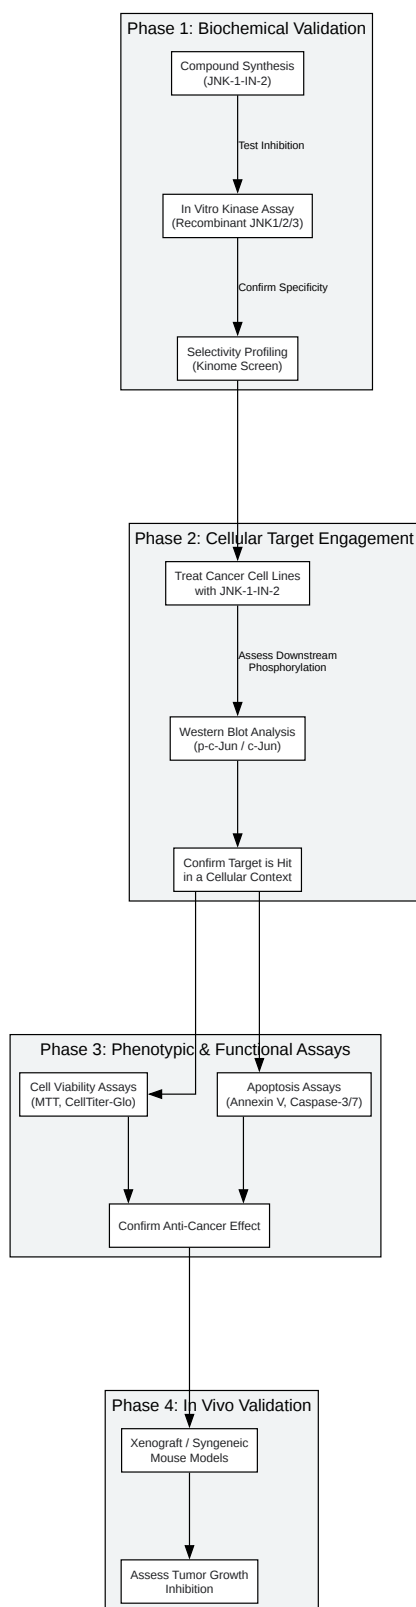 Phase 1: Biochemical Validation
Compound Synthesis
(JNK-1-IN-2)
Test Inhibition
In Vitro Kinase Assay
(Recombinant JNK1/2/3)
Confirm Specificity
Selectivity Profiling
(Kinome Screen)
Phase 2: Cellular Target Engagement
Treat Cancer Cell Lines
with JNK-1-IN-2
Assess Downstream
Phosphorylation
Western Blot Analysis
(p-c-Jun / c-Jun)
Confirm Target is Hit
in a Cellular Context
Phase 3: Phenotypic & Functional Assays
Cell Viability Assays
(MTT, CellTiter-Glo)
Apoptosis Assays
(Annexin V, Caspase-3/7)
Confirm Anti-Cancer Effect
Phase 4: In Vivo Validation
Xenograft / Syngeneic
Mouse Models
Assess Tumor Growth
Inhibition